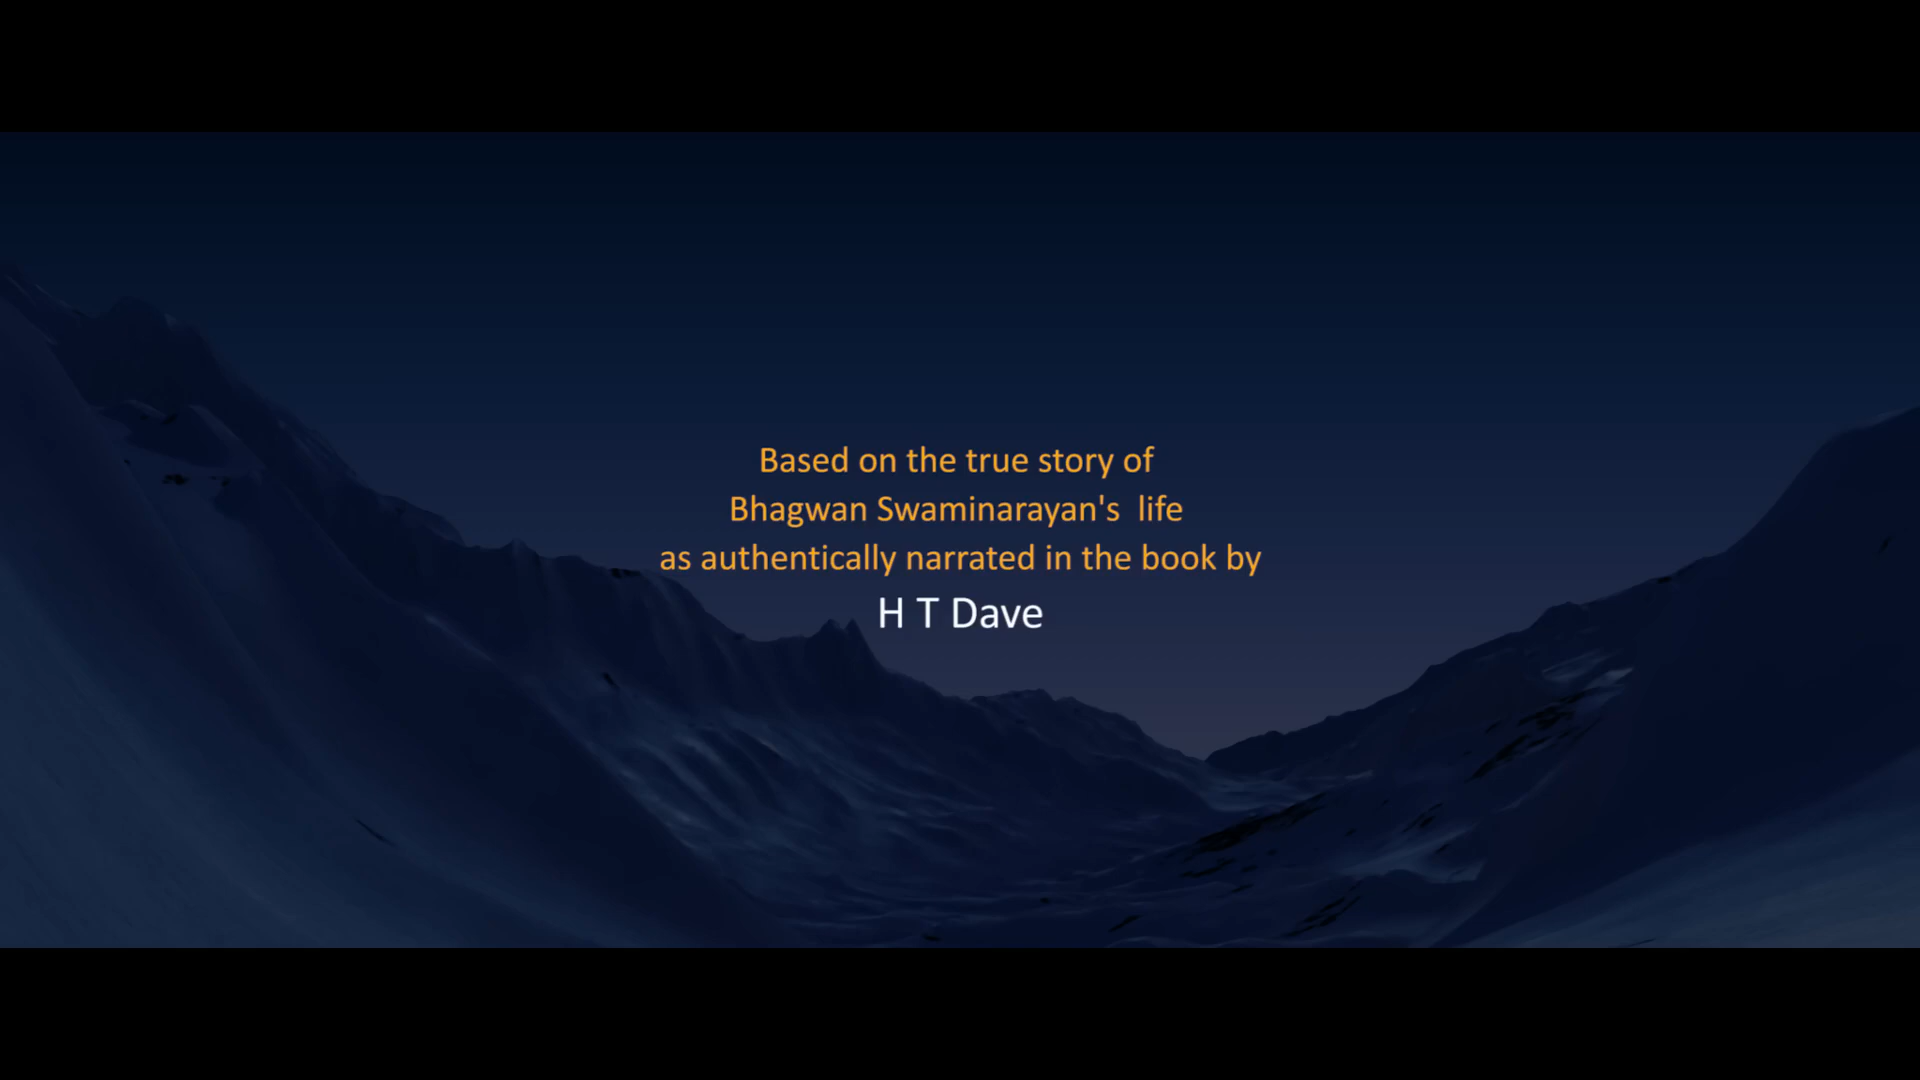 Based on the true story of
Bhagwan Swaminarayan's  life
as authentically narrated in the book by
H T Dave